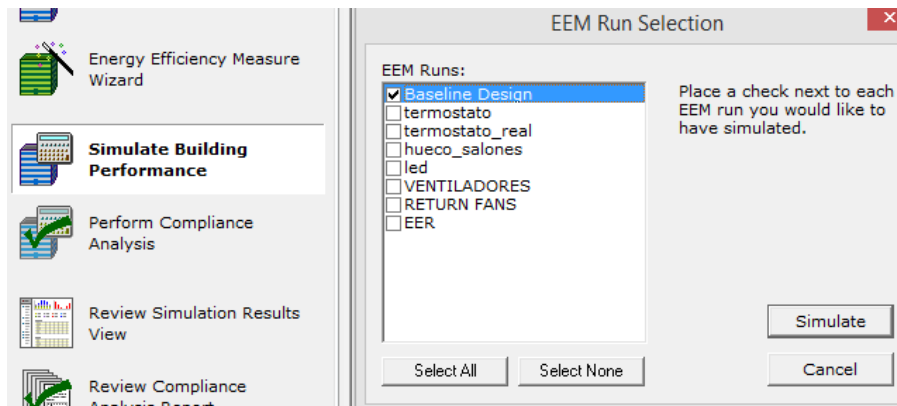 Energy Efficiency Measure
Wizard
Simulate Building
Performance
Perform Compliance
Analysis
Review Simulation Results
View
Review Compliance
Analysis Report
EEM Run Selection
EEM Runs:
Baseline Design
termostato
termostato_real
hueco_salones
led
VENTILADORES
RETURN FANS
EER
Select All
Select None
Place a check next to each
EEM run you would like to
have simulated.
Simulate
Cancel